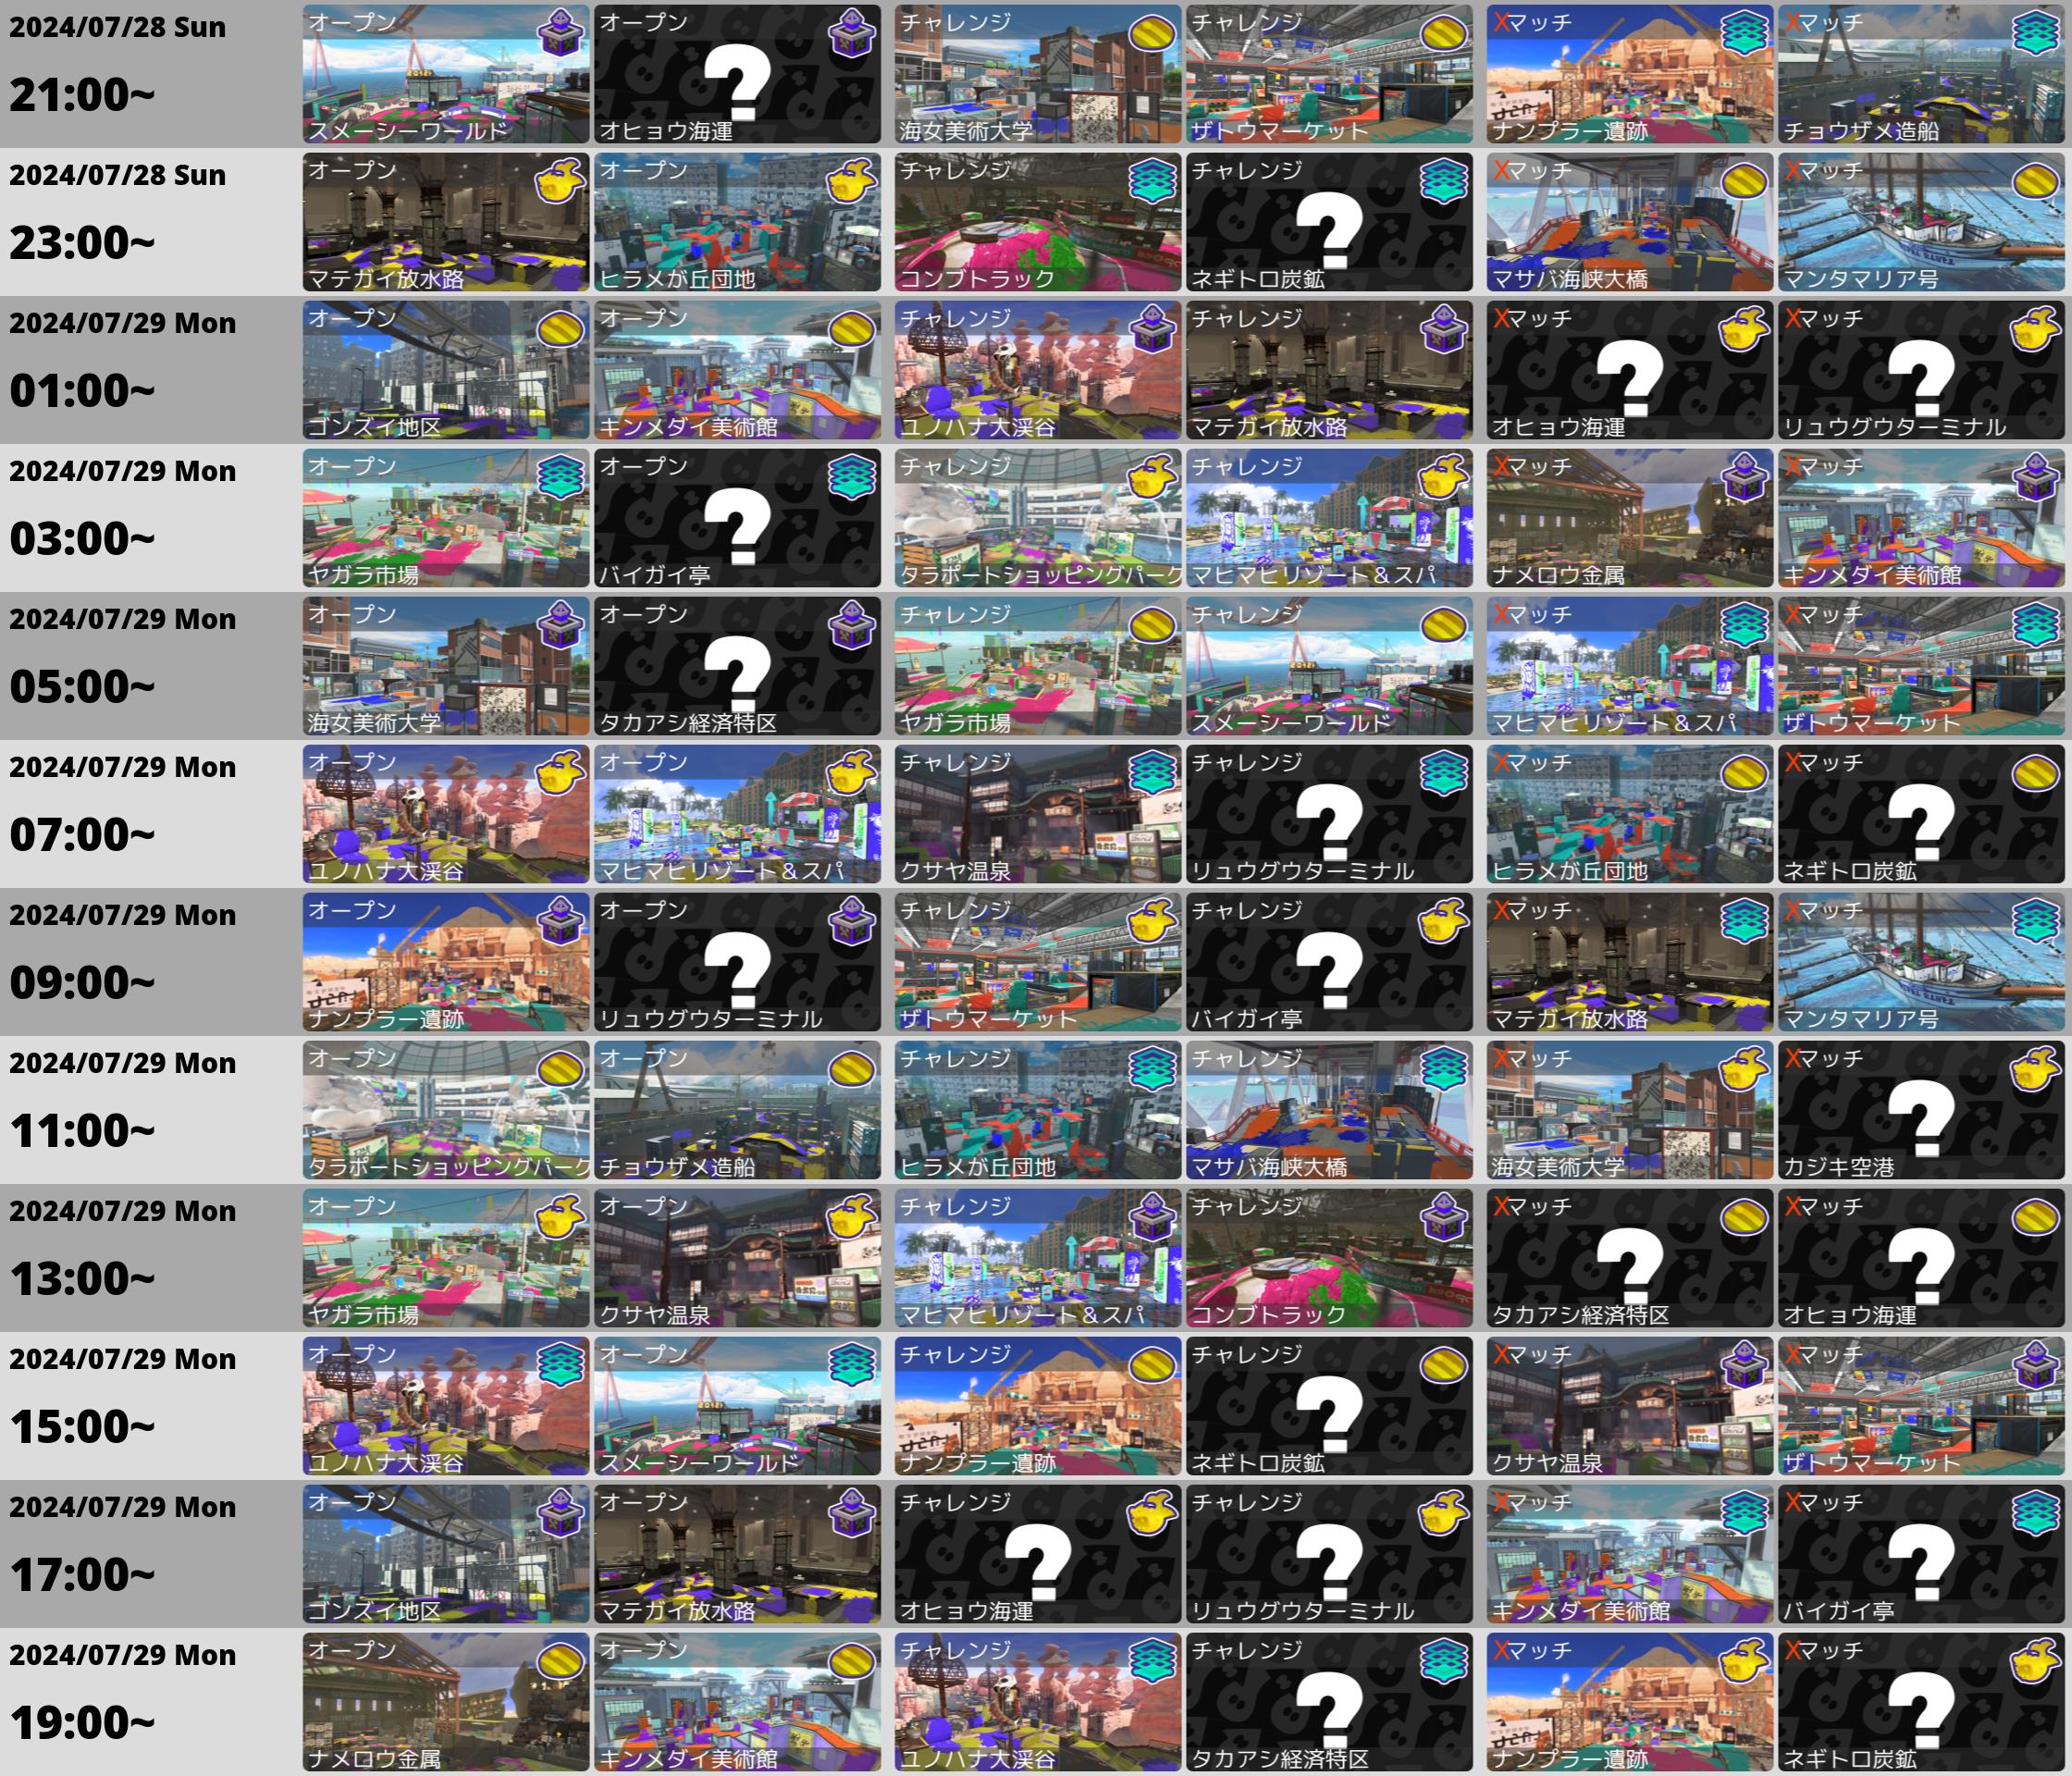 2024/07/28 Sun
21:00~
オープン
スメーシーワールド
オープン
オヒョウ海運
チャレンジ
海女美術大学
チャレンジ
ザトウマーケット
Xマッチ
ナンプラー遺跡
Xマッチ
チョウザメ造船
2024/07/28 Sun
23:00~
オープン
マテガイ放水路
オープン
ヒラメが丘団地
チャレンジ
コンブトラック
チャレンジ
ネギトロ炭鉱
Xマッチ
マサバ海峡大橋
Xマッチ
マンタマリア号
2024/07/29 Mon
01:00~
オープン
ゴンズイ地区
オープン
キンメダイ美術館
チャレンジ
ユノハナ大渓谷
チャレンジ
マテガイ放水路
Xマッチ
オヒョウ海運
Xマッチ
リュウグウターミナル
2024/07/29 Mon
03:00~
オープン
ヤガラ市場
オープン
バイガイ亭
チャレンジ
タラポートショッピングパーク
チャレンジ
マヒマヒリゾート&スパ
Xマッチ
ナメロウ金属
Xマッチ
キンメダイ美術館
2024/07/29 Mon
05:00~
オープン
海女美術大学
オープン
タカアシ経済特区
チャレンジ
ヤガラ市場
チャレンジ
スメーシーワールド
Xマッチ
マヒマヒリゾート&スパ
Xマッチ
ザトウマーケット
2024/07/29 Mon
07:00~
オープン
ユノハナ大渓谷
オープン
マヒマヒリゾート&スパ
チャレンジ
クサヤ温泉
チャレンジ
リュウグウターミナル
Xマッチ
ヒラメが丘団地
Xマッチ
ネギトロ炭鉱
2024/07/29 Mon
09:00~
オープン
ナンプラー遺跡
オープン
リュウグウターミナル
チャレンジ
ザトウマーケット
チャレンジ
バイガイ亭
Xマッチ
マテガイ放水路
Xマッチ
マンタマリア号
2024/07/29 Mon
11:00~
オープン
タラポートショッピングパーク
オープン
チョウザメ造船
チャレンジ
ヒラメが丘団地
チャレンジ
マサバ海峡大橋
Xマッチ
海女美術大学
Xマッチ
カジキ空港
2024/07/29 Mon
13:00~
オープン
ヤガラ市場
オープン
クサヤ温泉
チャレンジ
マヒマヒリゾート&スパ
チャレンジ
コンブトラック
Xマッチ
タカアシ経済特区
Xマッチ
オヒョウ海運
2024/07/29 Mon
15:00~
オープン
ユノハナ大渓谷
オープン
スメーシーワールド
チャレンジ
ナンプラー遺跡
チャレンジ
ネギトロ炭鉱
Xマッチ
クサヤ温泉
Xマッチ
ザトウマーケット
2024/07/29 Mon
17:00~
オープン
ゴンズイ地区
オープン
マテガイ放水路
チャレンジ
オヒョウ海運
チャレンジ
リュウグウターミナル
Xマッチ
キンメダイ美術館
Xマッチ
バイガイ亭
2024/07/29 Mon
19:00~
オープン
ナメロウ金属
オープン
キンメダイ美術館
チャレンジ
ユノハナ大渓谷
チャレンジ
タカアシ経済特区
Xマッチ
ナンプラー遺跡
Xマッチ
ネギトロ炭鉱